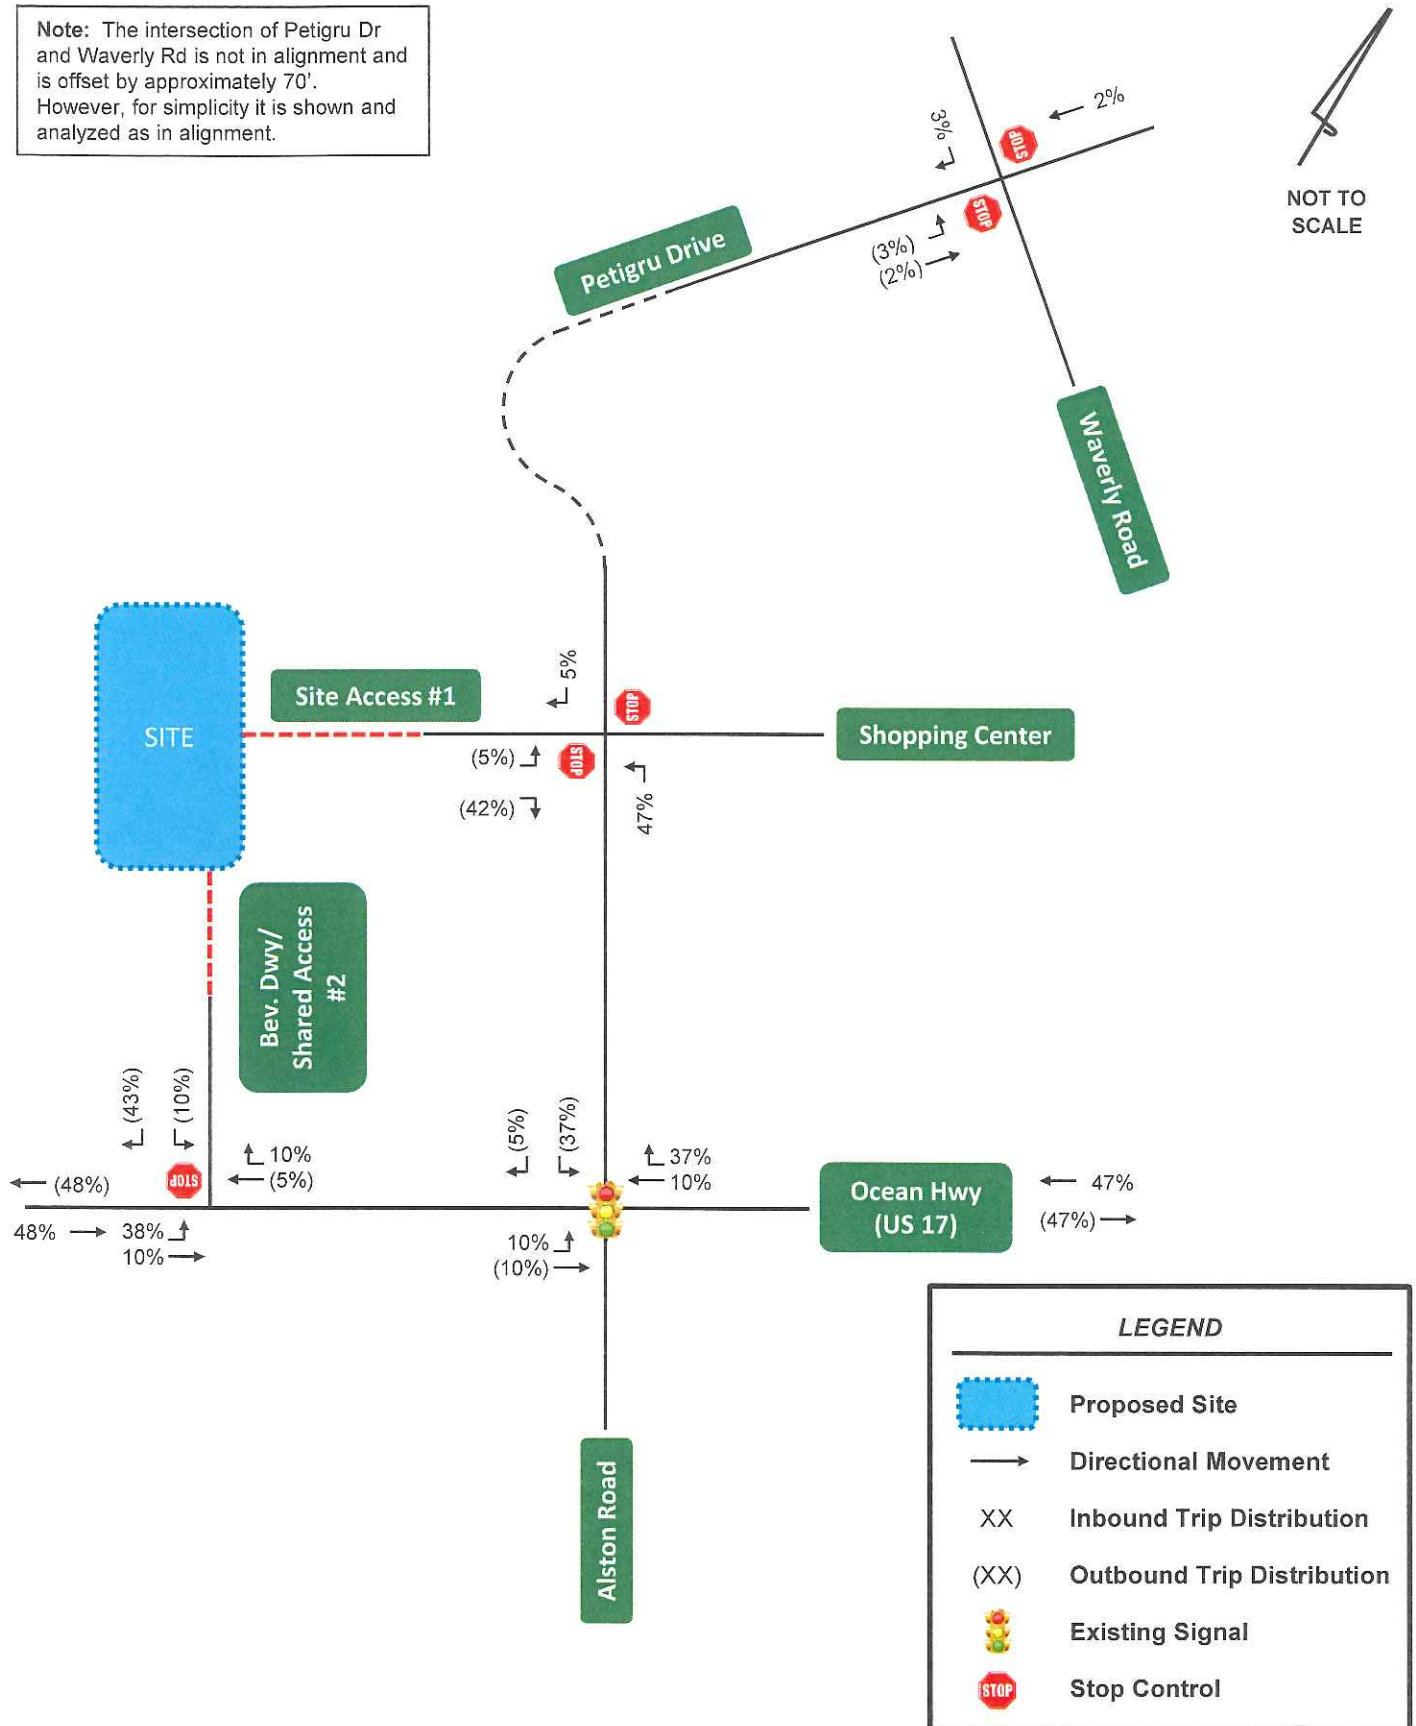 Note: The intersection of Petigru Dr
and Waverly Rd is not in alignment and
is offset by approximately 70'.
However, for simplicity it is shown and
analyzed as in alignment.
2%
3%
STOP
NOT TO
SCALE
STOP
(3%)
(2%)
Petigru Drive
Waverly Road
5%
Site Access #1
STOP
SITE
Shopping Center
(5%)
STOP
(42%)
47%
Bev. Dwy/
Shared Access
#2
(43%)
(10%)
(5%)
(37%)
10%
(5%)
37%
10%
(48%)
STOP
Ocean Hwy
(US 17)
47%
(47%)
48%
38%
10%
10%
(10%)
Alston Road
LEGEND
Proposed Site
Directional Movement
XX Inbound Trip Distribution
(XX) Outbound Trip Distribution
Existing Signal
STOP Stop Control